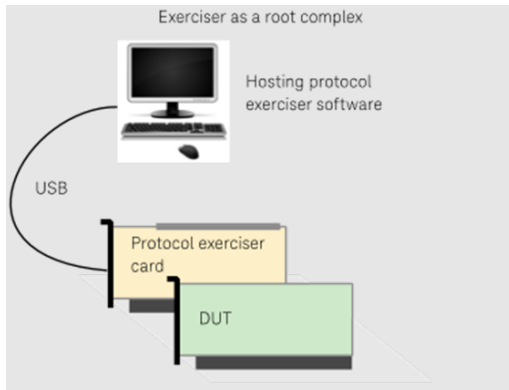 Exerciser as a root complex
Hosting protocol
exerciser software
USB
Protocol exerciser
card
DUT